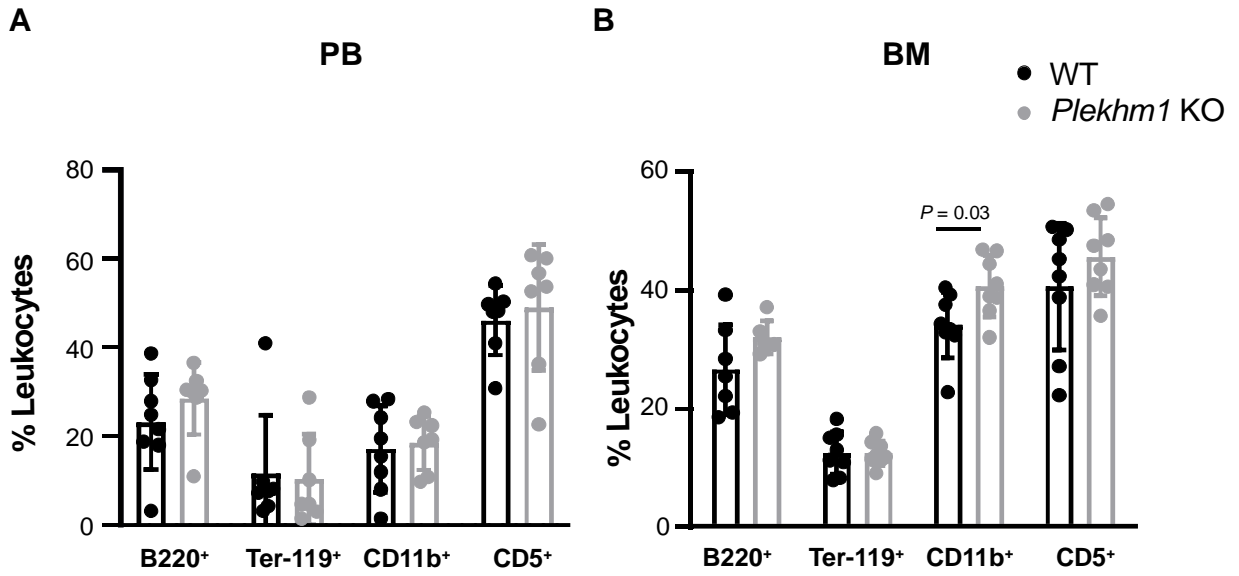 A
PB
% Leukocytes
80
60
40
20
0
B220⁺ Ter-119⁺ CD11b⁺ CD5⁺
B
BM
WT
Plekhm1 KO
% Leukocytes
60
40
20
0
P = 0.03
B220⁺ Ter-119⁺ CD11b⁺ CD5⁺